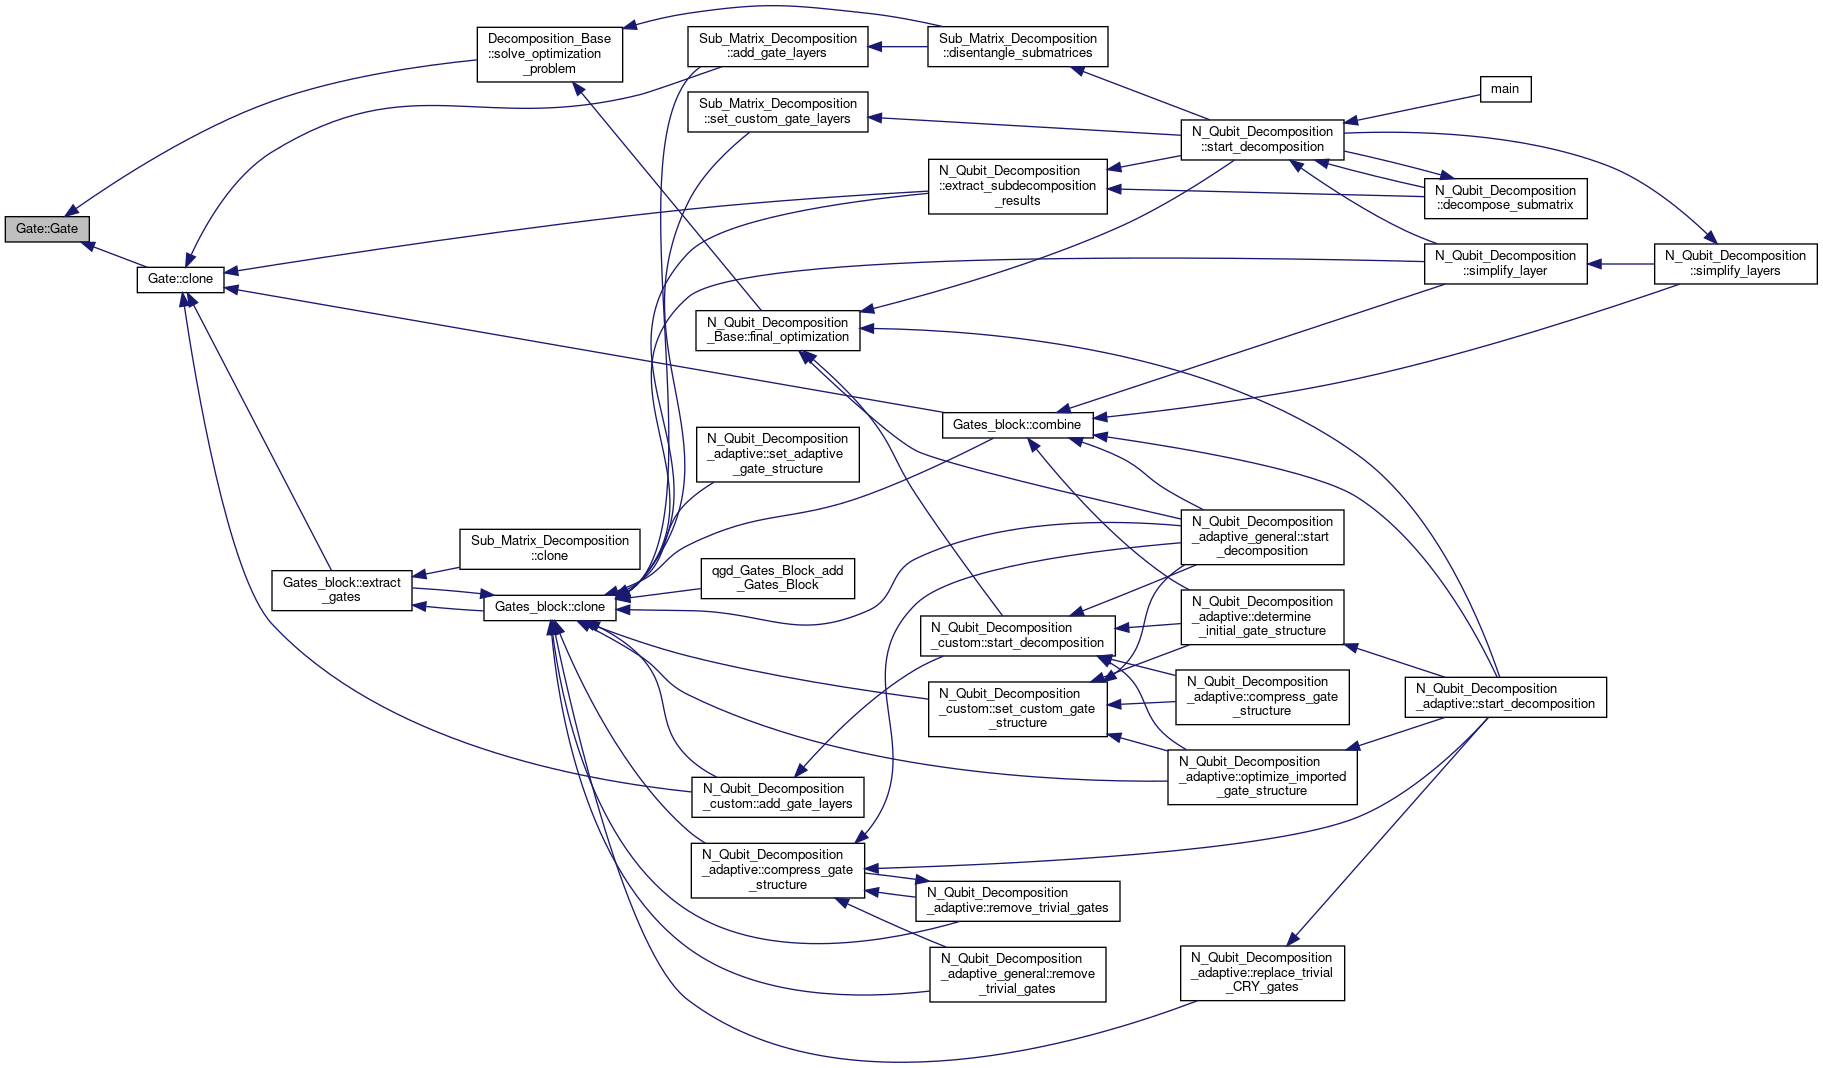 Decomposition_Base
::solve_optimization
_problem
Sub_Matrix_Decomposition
::add_gate_layers
Sub_Matrix_Decomposition
::disentangle_submatrices
main
Sub_Matrix_Decomposition
::set_custom_gate_layers
N_Qubit_Decomposition
::start_decomposition
N_Qubit_Decomposition
::extract_subdecomposition
_results
N_Qubit_Decomposition
::decompose_submatrix
Gate::Gate
Gate::clone
N_Qubit_Decomposition
::simplify_layer
N_Qubit_Decomposition
::simplify_layers
N_Qubit_Decomposition
_Base::final_optimization
Gates_block::combine
N_Qubit_Decomposition
_adaptive::set_adaptive
_gate_structure
N_Qubit_Decomposition
_adaptive_general::start
_decomposition
Sub_Matrix_Decomposition
::clone
qgd_Gates_Block_add
_Gates_Block
Gates_block::extract
_gates
Gates_block::clone
N_Qubit_Decomposition
_adaptive::determine
_initial_gate_structure
N_Qubit_Decomposition
_custom::start_decomposition
N_Qubit_Decomposition
_adaptive::compress_gate
_structure
N_Qubit_Decomposition
_custom::set_custom_gate
_structure
N_Qubit_Decomposition
_adaptive::start_decomposition
N_Qubit_Decomposition
_adaptive::optimize_imported
_gate_structure
N_Qubit_Decomposition
_custom::add_gate_layers
N_Qubit_Decomposition
_adaptive::compress_gate
_structure
N_Qubit_Decomposition
_adaptive::remove_trivial_gates
N_Qubit_Decomposition
_adaptive_general::remove
_trivial_gates
N_Qubit_Decomposition
_adaptive::replace_trivial
_CRY_gates